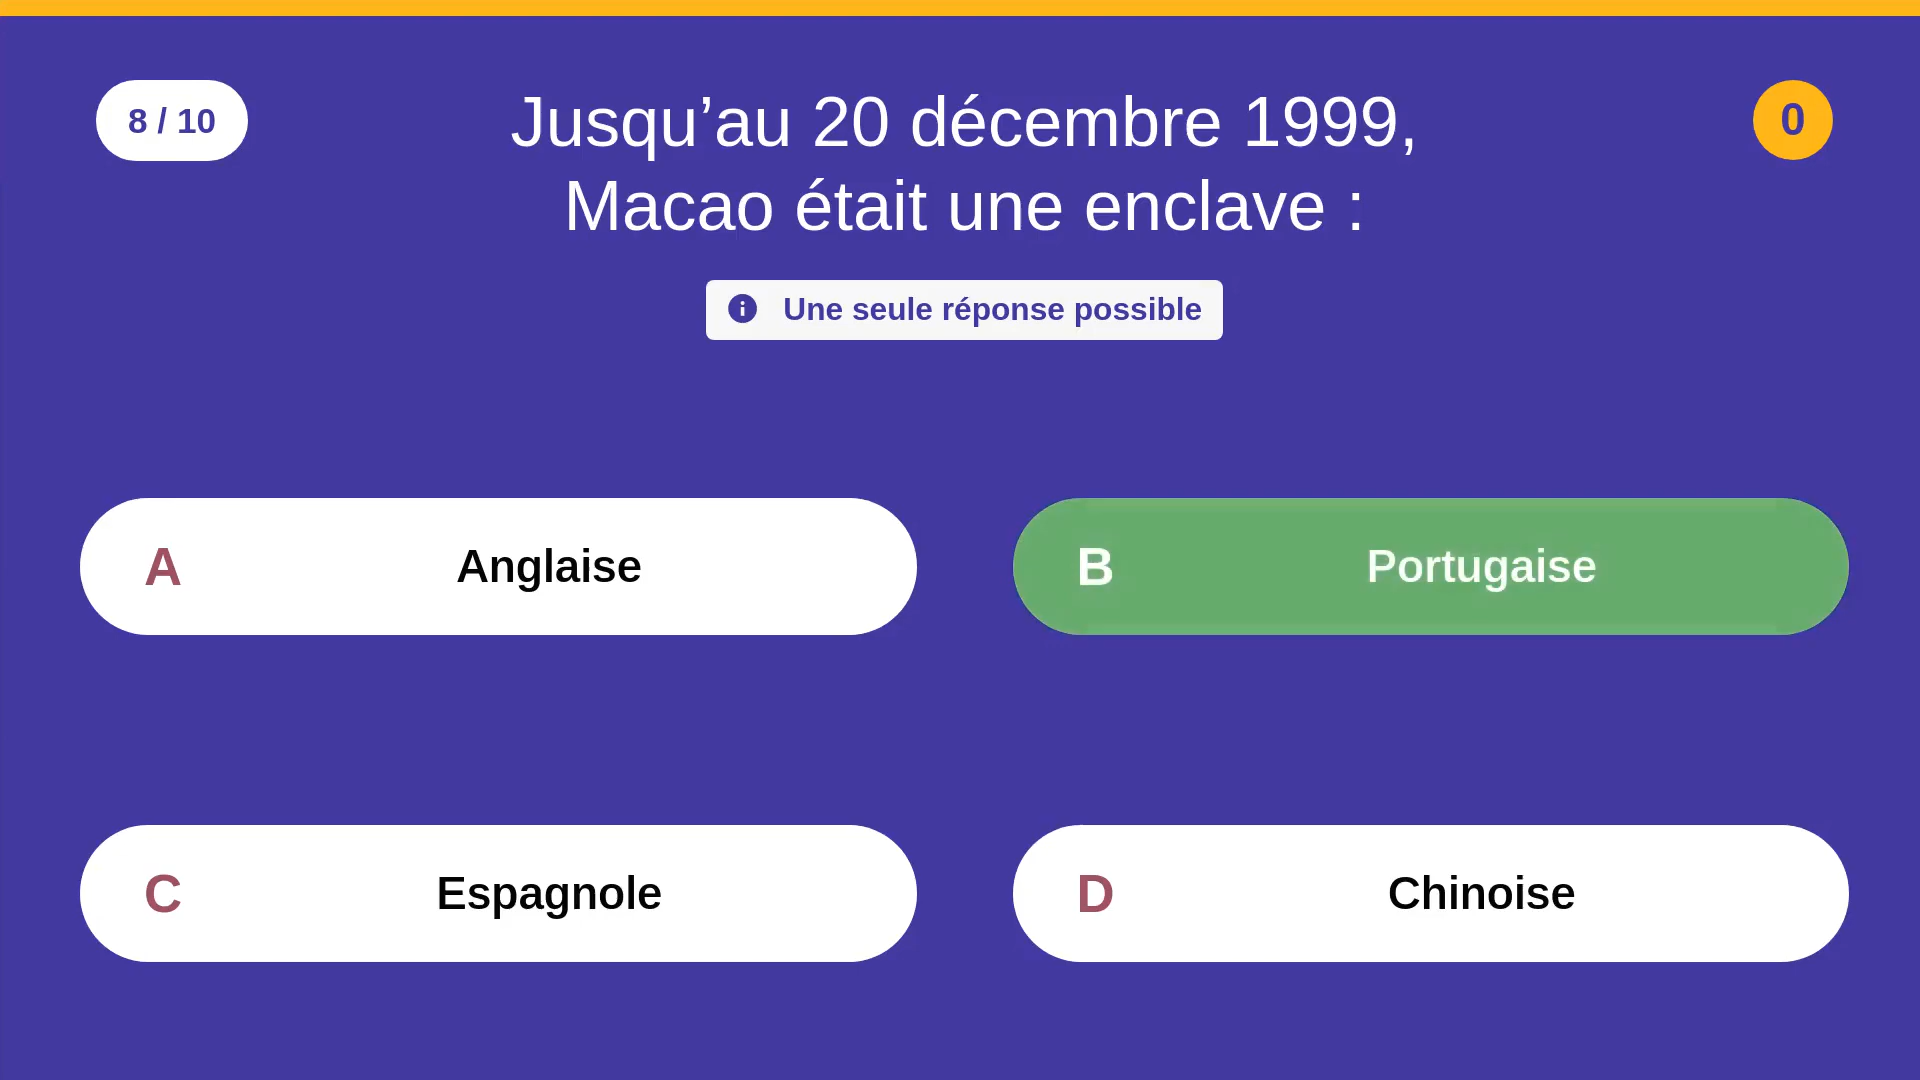 8 / 10
Jusqu’au 20 décembre 1999,
Macao était une enclave :
0
Une seule réponse possible
A Anglaise
B Portugaise
C Espagnole
D Chinoise